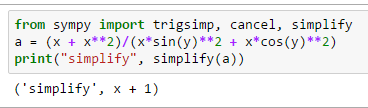 from sympy import trigsimp, cancel, simplify
a = (x + x**2)/(x*sin(y)**2 + x*cos(y)**2)
print("simplify", simplify(a))
('simplify', x + 1)